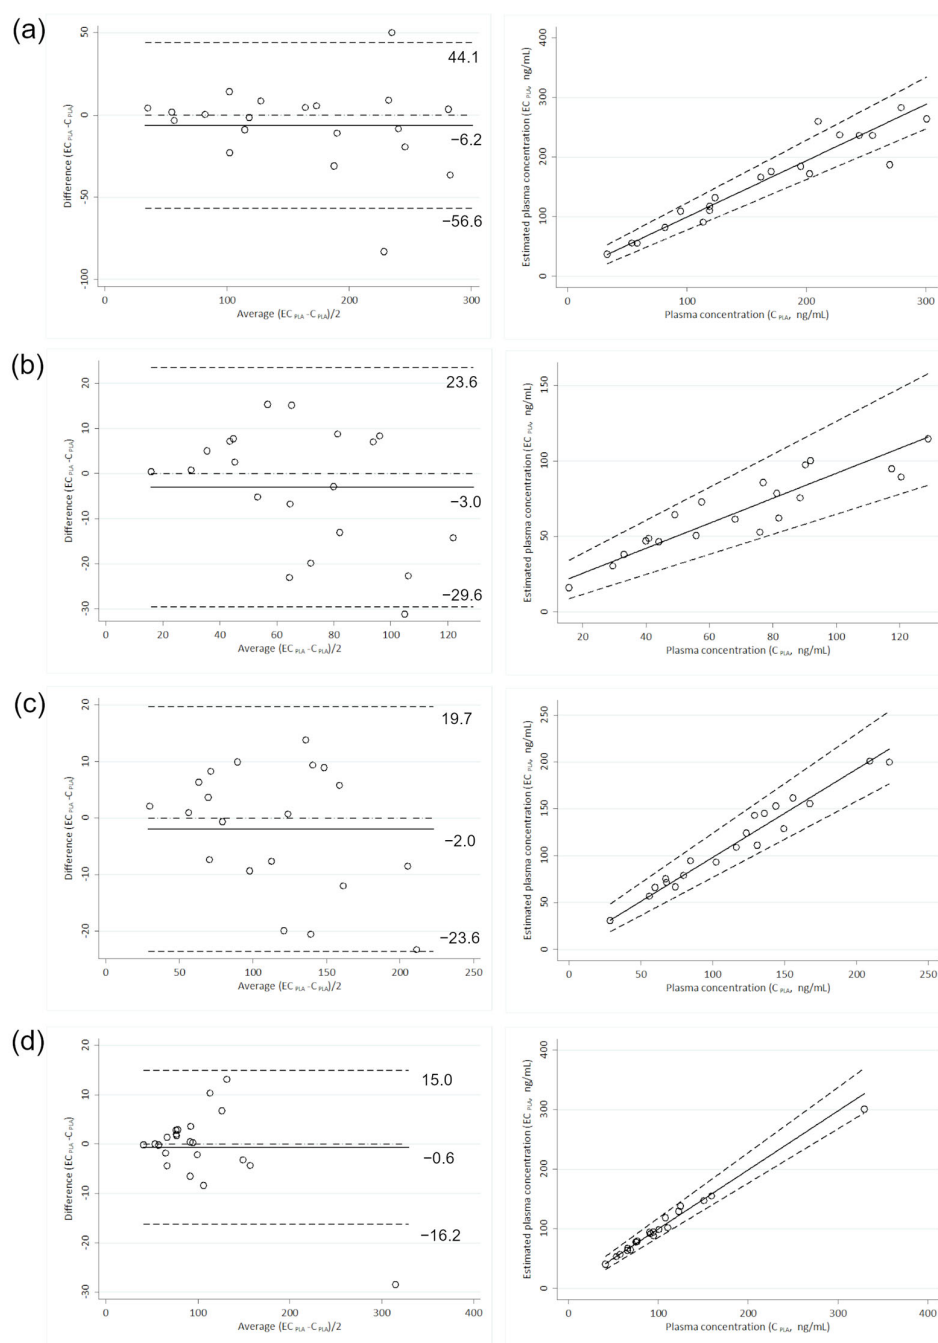 (a)
50
0
-50
-100
44.1
−6.2
−56.6
Difference (EC PLA -C PLA)
0 100 200 300
Average (EC PLA -C PLA)/2
400
300
200
100
0
Estimated plasma concentration (EC PLA, ng/mL)
0 100 200 300
Plasma concentration (C PLA, ng/mL)
(b)
20
10
0
-10
-20
-30
23.6
−3.0
−29.6
Difference (EC PLA -C PLA)
0 20 40 60 80 100 120
Average (EC PLA -C PLA)/2
150
100
50
0
Estimated plasma concentration (EC PLA, ng/mL)
20 40 60 80 100 120
Plasma concentration (C PLA, ng/mL)
(c)
20
10
0
-10
-20
19.7
−2.0
−23.6
Difference (EC PLA -C PLA)
0 50 100 150 200 250
Average (EC PLA -C PLA)/2
250
200
150
100
50
0
Estimated plasma concentration (EC PLA, ng/mL)
0 50 100 150 200 250
Plasma concentration (C PLA, ng/mL)
(d)
20
10
0
-10
-20
-30
15.0
−0.6
−16.2
Difference (EC PLA -C PLA)
0 100 200 300 400
Average (EC PLA -C PLA)/2
400
300
200
100
0
Estimated plasma concentration (EC PLA, ng/mL)
0 100 200 300 400
Plasma concentration (C PLA, ng/mL)